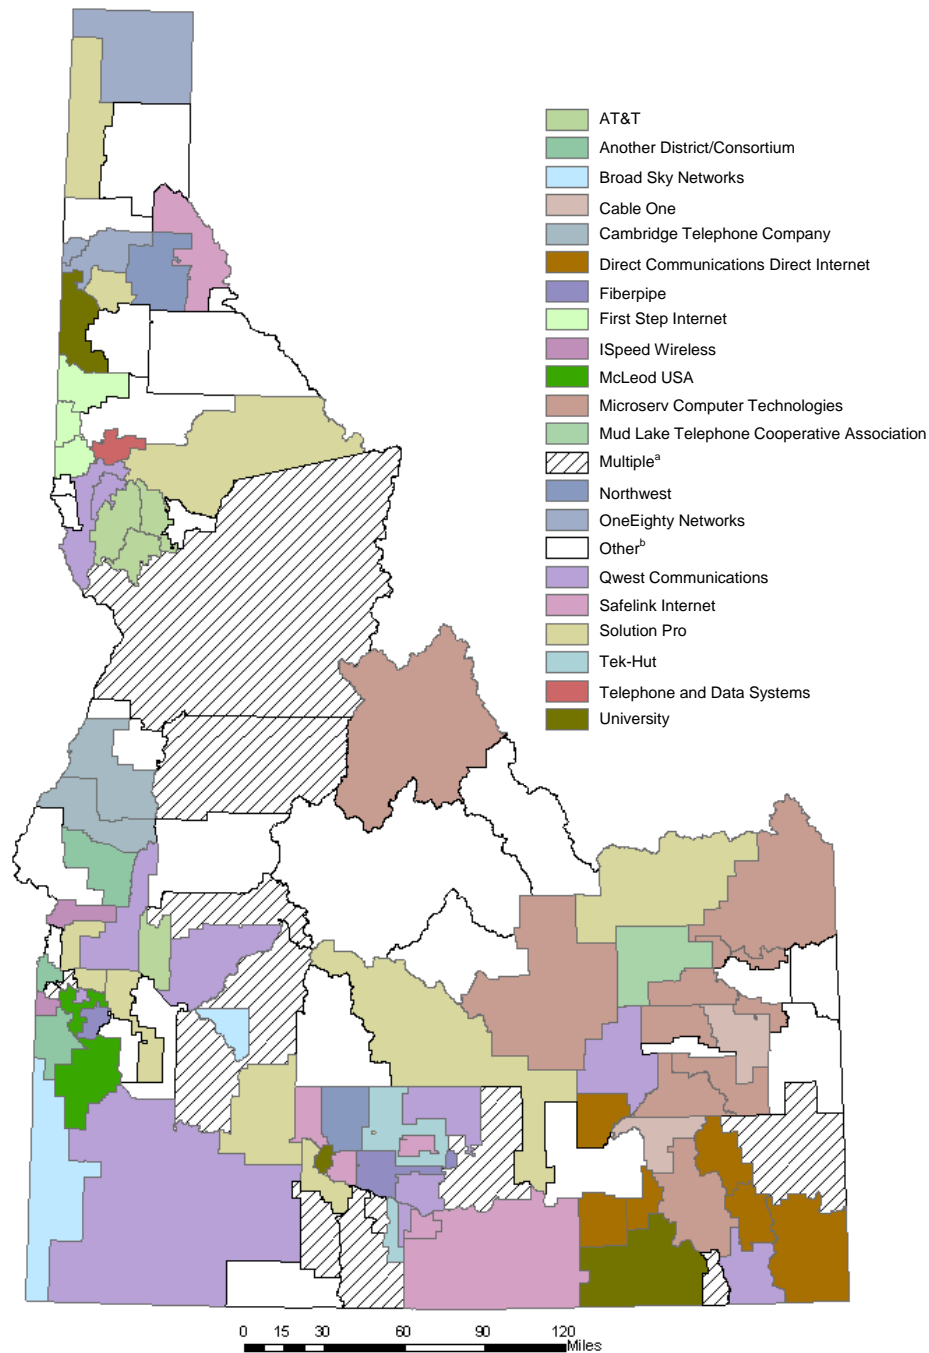 AT&T
Another District/Consortium
Broad Sky Networks
Cable One
Cambridge Telephone Company
Direct Communications Direct Internet
Fiberpipe
First Step Internet
ISpeed Wireless
McLeod USA
Microserv Computer Technologies
Mud Lake Telephone Cooperative Association
Multipleᵃ
Northwest
OneEighty Networks
Otherᵇ
Qwest Communications
Safelink Internet
Solution Pro
Tek-Hut
Telephone and Data Systems
University
0 15 30 60 90 120
Miles